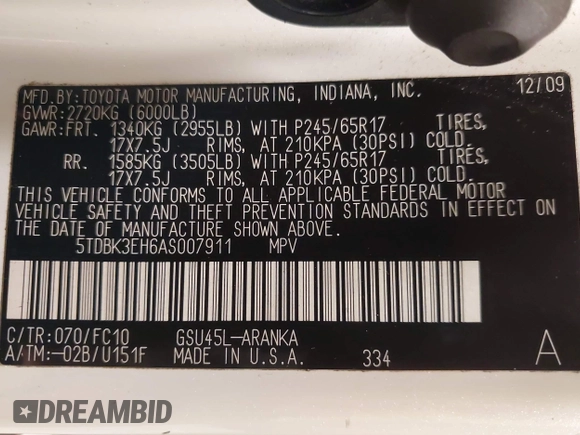 MFD.BY:TOYOTA MOTOR MANUFACTURING, INDIANA, INC. 12/09
GVWR:2720KG (6000LB)
GAWR:FRT. 1340KG (2955LB) WITH P245/65R17 TIRES,
17X7.5J RIMS, AT 210KPA (30PSI) COLD.
RR. 1585KG (3505LB) WITH P245/65R17 TIRES,
17X7.5J RIMS, AT 210KPA (30PSI) COLD.
THIS VEHICLE CONFORMS TO ALL APPLICABLE FEDERAL MOTOR
VEHICLE SAFETY AND THEFT PREVENTION STANDARDS IN EFFECT ON
THE DATE OF MANUFACTURE SHOWN ABOVE.
5TDBK3EH6AS007911 MPV
C/TR:070/FC10 GSU45L-ARANKA
A/TM:-02B/U151F MADE IN U.S.A. 334 A
DREAMBID